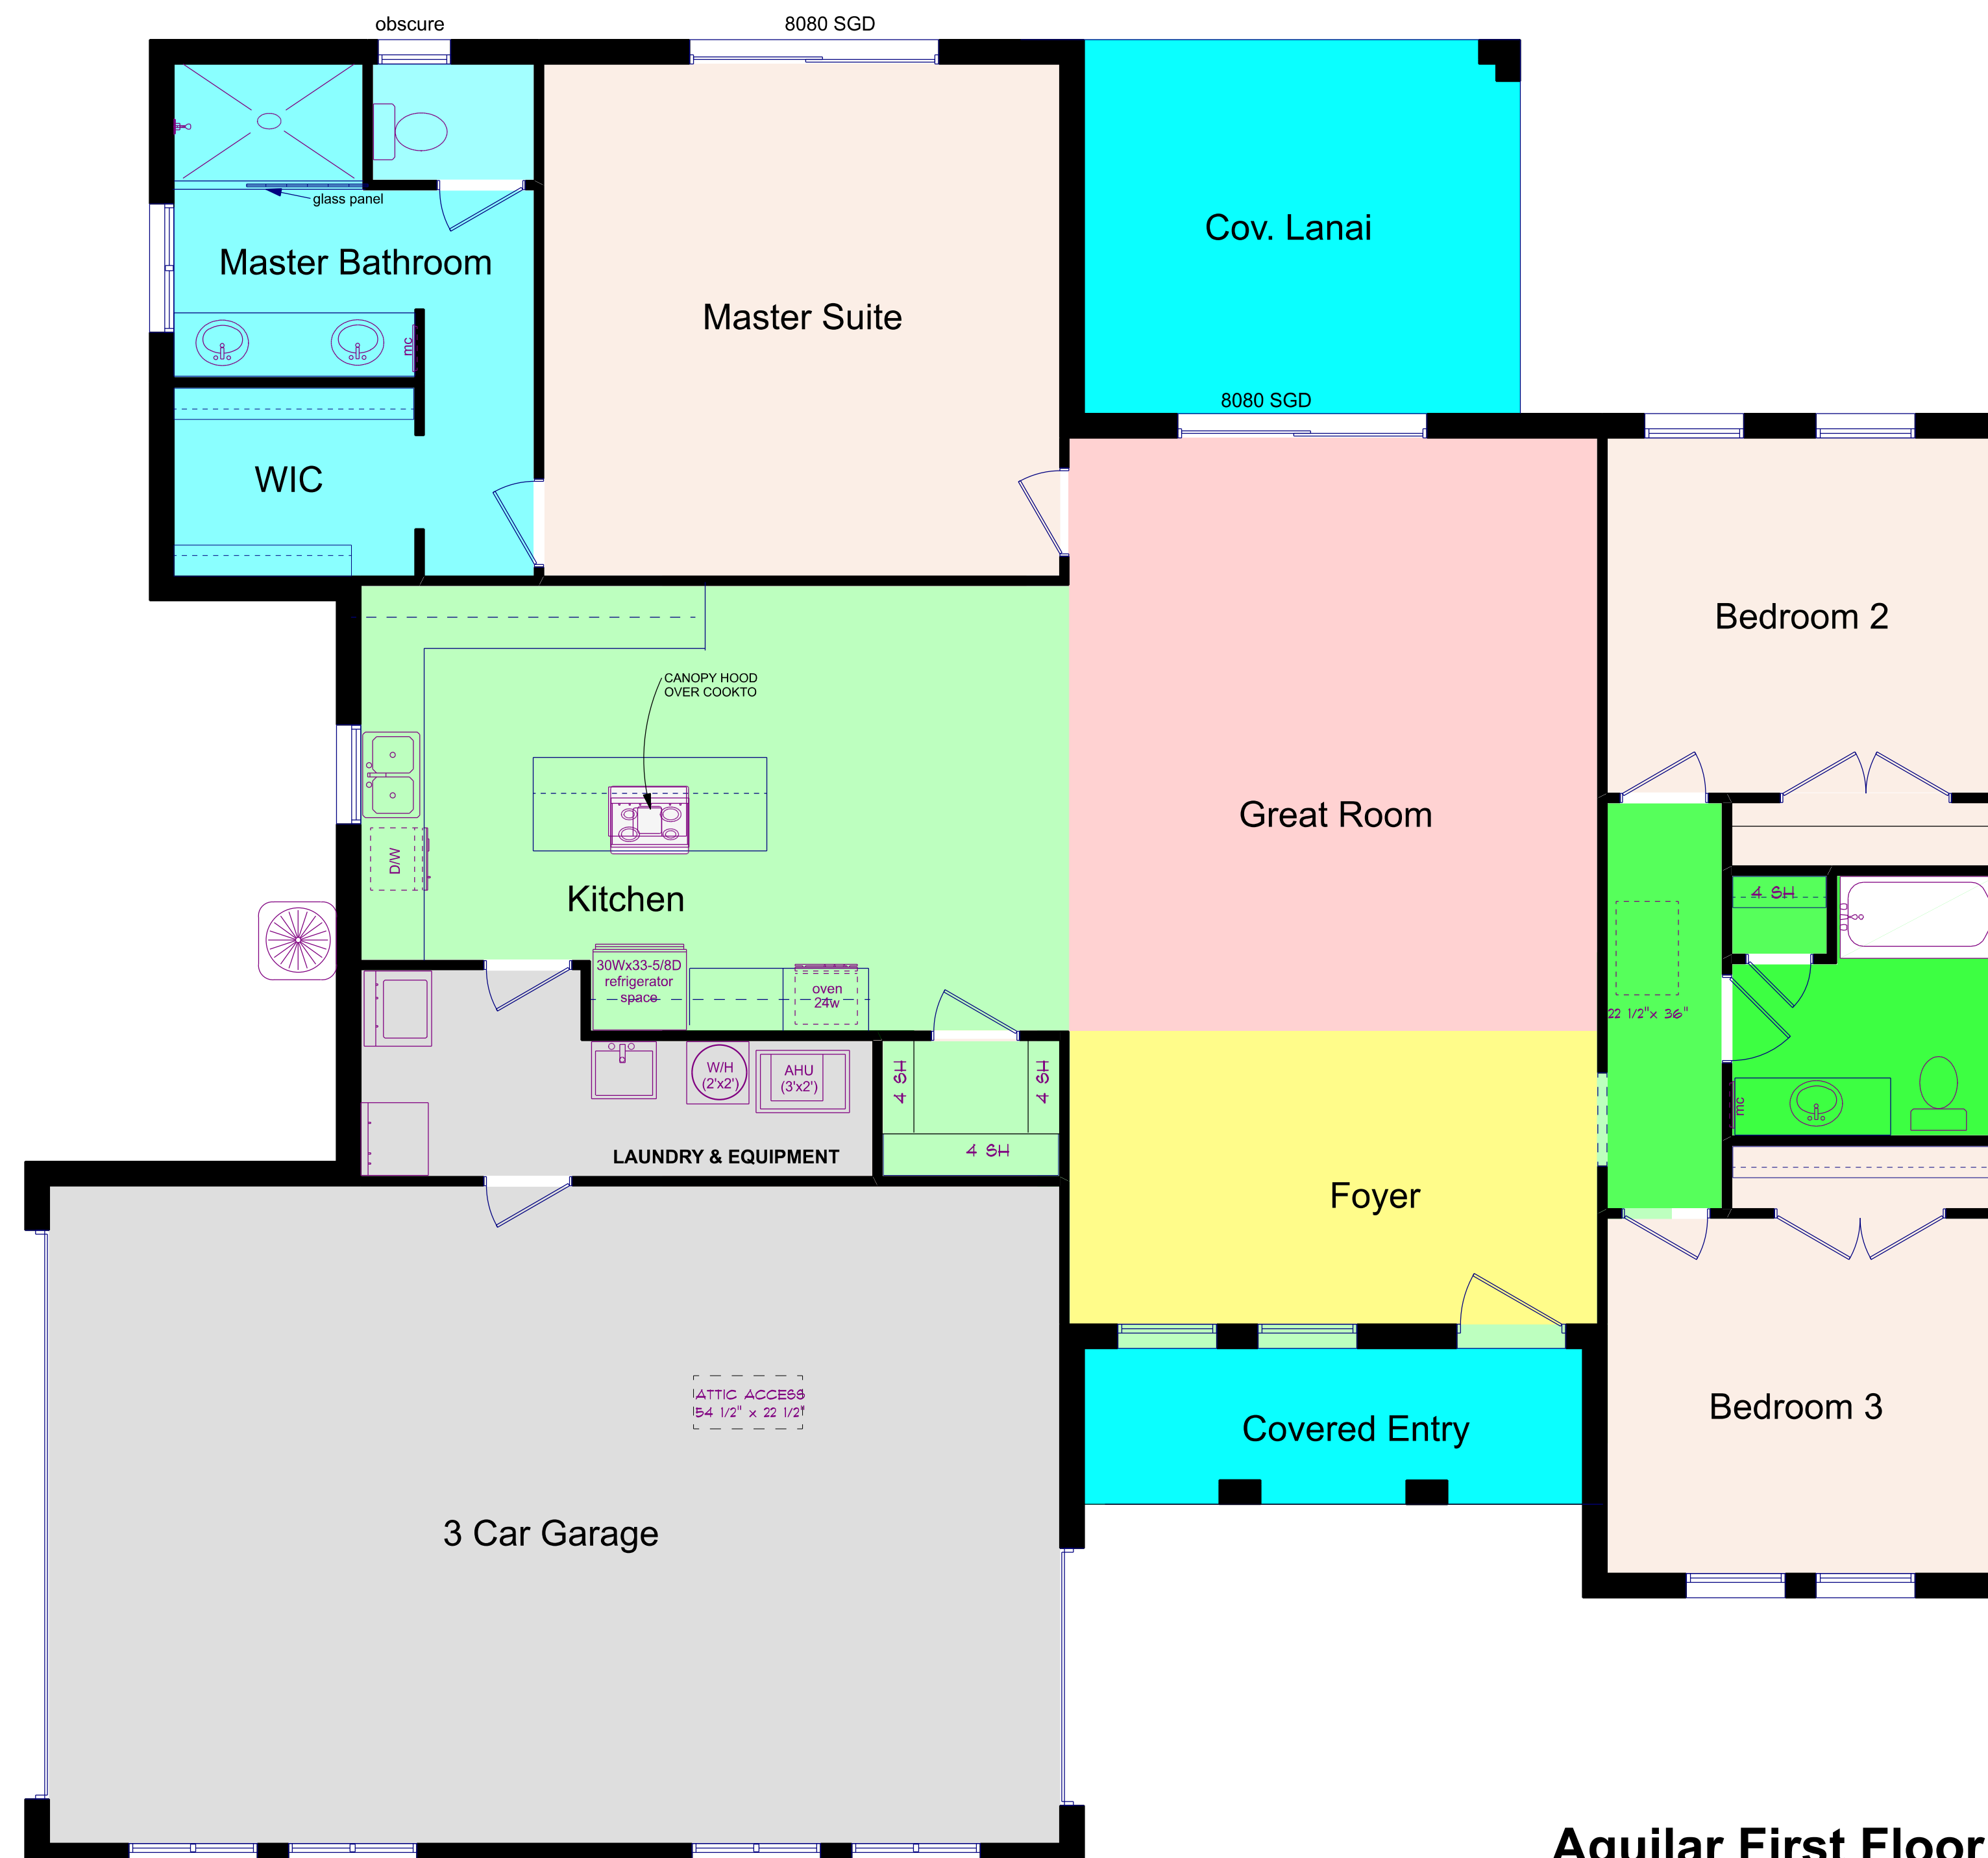 obscure
8080 SGD
glass panel
Master Bathroom
Cov. Lanai
Master Suite
mc
8080 SGD
WIC
Bedroom 2
CANOPY HOOD
OVER COOKTO
Great Room
D/W
Kitchen
4 SH
30Wx33-5/8D
refrigerator
space
oven
24w
22 1/2"x 36"
W/H
(2'x2')
AHU
(3'x2')
4 SH
4 SH
mc
LAUNDRY & EQUIPMENT
4 SH
Foyer
ATTIC ACCESS
54 1/2" x 22 1/2"
Bedroom 3
Covered Entry
3 Car Garage
Aguilar First Floor